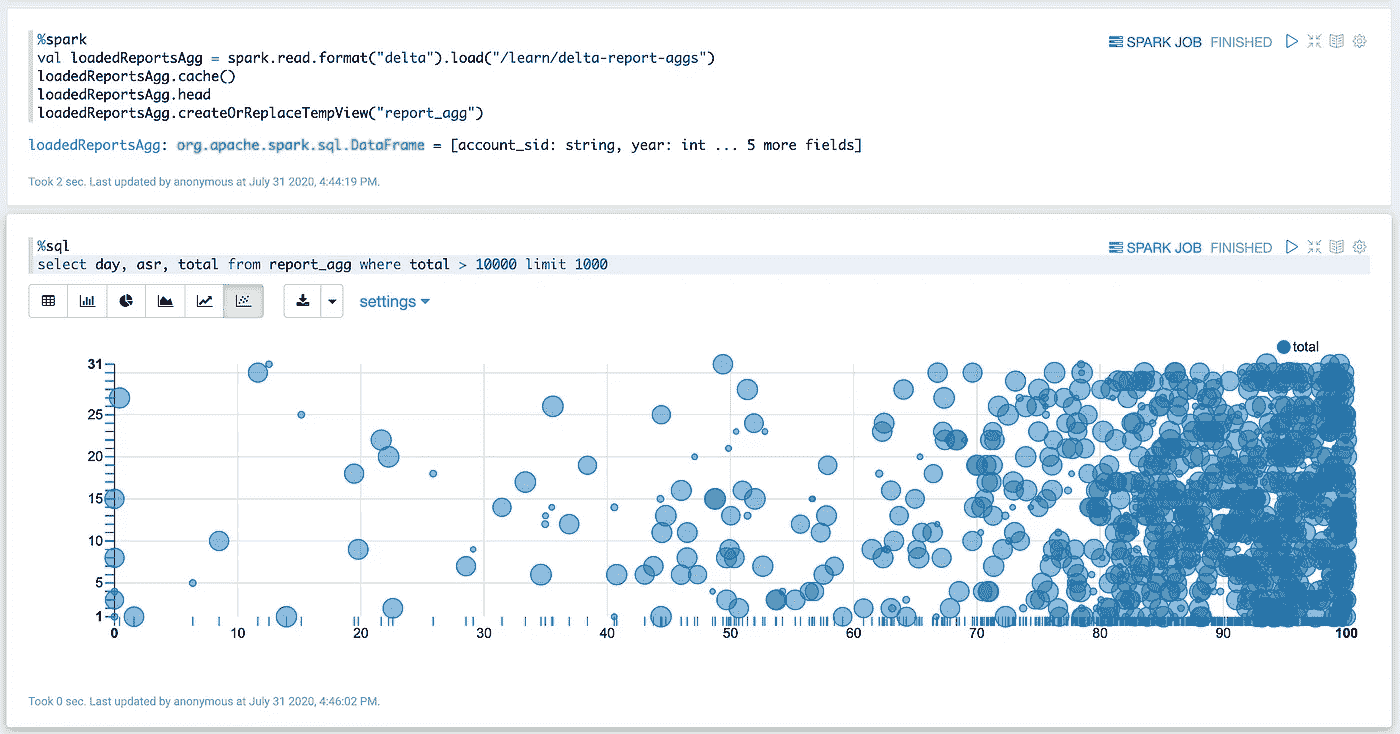 %spark
SPARK JOB FINISHED
val loadedReportsAgg = spark.read.format("delta").load("/learn/delta-report-aggs")
loadedReportsAgg.cache()
loadedReportsAgg.head
loadedReportsAgg.createOrReplaceTempView("report_agg")
loadedReportsAgg: org.apache.spark.sql.DataFrame = [account_sid: string, year: int ... 5 more fields]
Took 2 sec. Last updated by anonymous at July 31 2020, 4:44:19 PM.
%sql
SPARK JOB FINISHED
select day, asr, total from report_agg where total > 10000 limit 1000
settings
total
31
25
20
15
10
5
1
0 10 20 30 40 50 60 70 80 90 100
Took 0 sec. Last updated by anonymous at July 31 2020, 4:46:02 PM.